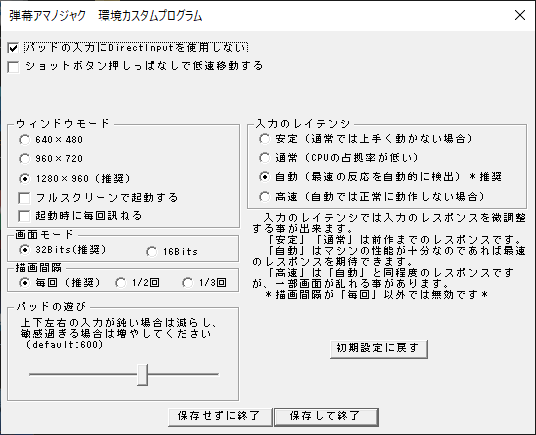 弾幕アマノジャク　環境カスタムプログラム
パッドの入力にDirectInputを使用しない
ショットボタン押しっぱなしで低速移動する
ウィンドウモード
640×480
960×720
1280×960 (推奨)
フルスクリーンで起動する
起動時に毎回訊ねる
画面モード
32Bits(推奨)
16Bits
描画間隔
毎回 (推奨)
1/2回
1/3回
パッドの遊び
上下左右の入力が鈍い場合は減らし、
敏感過ぎる場合は増やしてください
(default:600)
入力のレイテンシ
安定 (通常では上手く動かない場合)
通常 (CPUの占拠率が低い)
自動 (最速の反応を自動的に検出) *推奨
高速 (自動では正常に動作しない場合)
入力のレイテンシでは入力のレスポンスを微調整
する事が出来ます。
「安定」「通常」は前作までのレスポンスです。
「自動」はマシンの性能が十分なのであれば最速
のレスポンスを期待できます。
「高速」は「自動」と同程度のレスポンスです
が、一部画面が乱れる事があります。
*描画間隔が「毎回」以外では無効です*
初期設定に戻す
保存せずに終了
保存して終了